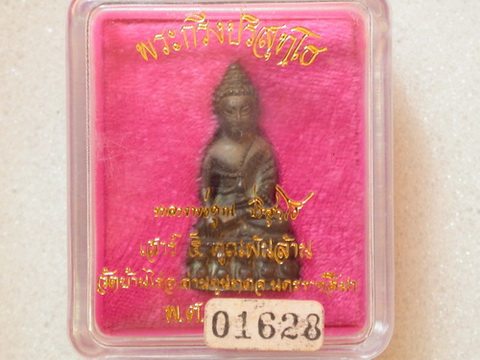 พระกริ่งปริสุทโธ
หลวงพ่อคูณ ปริสุทโธ
เสาร์ ๕ คูณพันล้าน
วัดบ้านไร่ อ.ด่านขุนทด จ.นครราชสีมา
พ.ศ.
01628